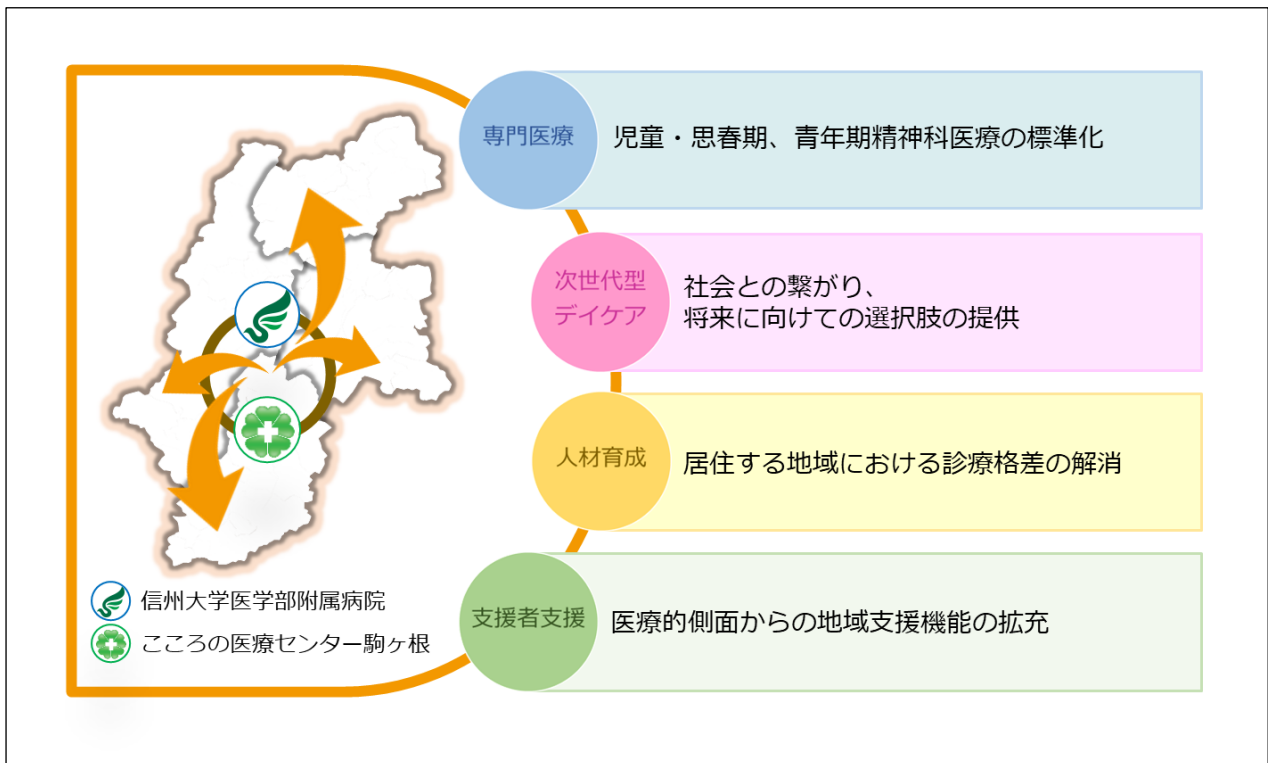 専門医療
児童・思春期、青年期精神科医療の標準化
次世代型
デイケア
社会との繋がり、
将来に向けての選択肢の提供
人材育成
居住する地域における診療格差の解消
支援者支援
医療的側面からの地域支援機能の拡充
信州大学医学部附属病院
こころの医療センター駒ヶ根